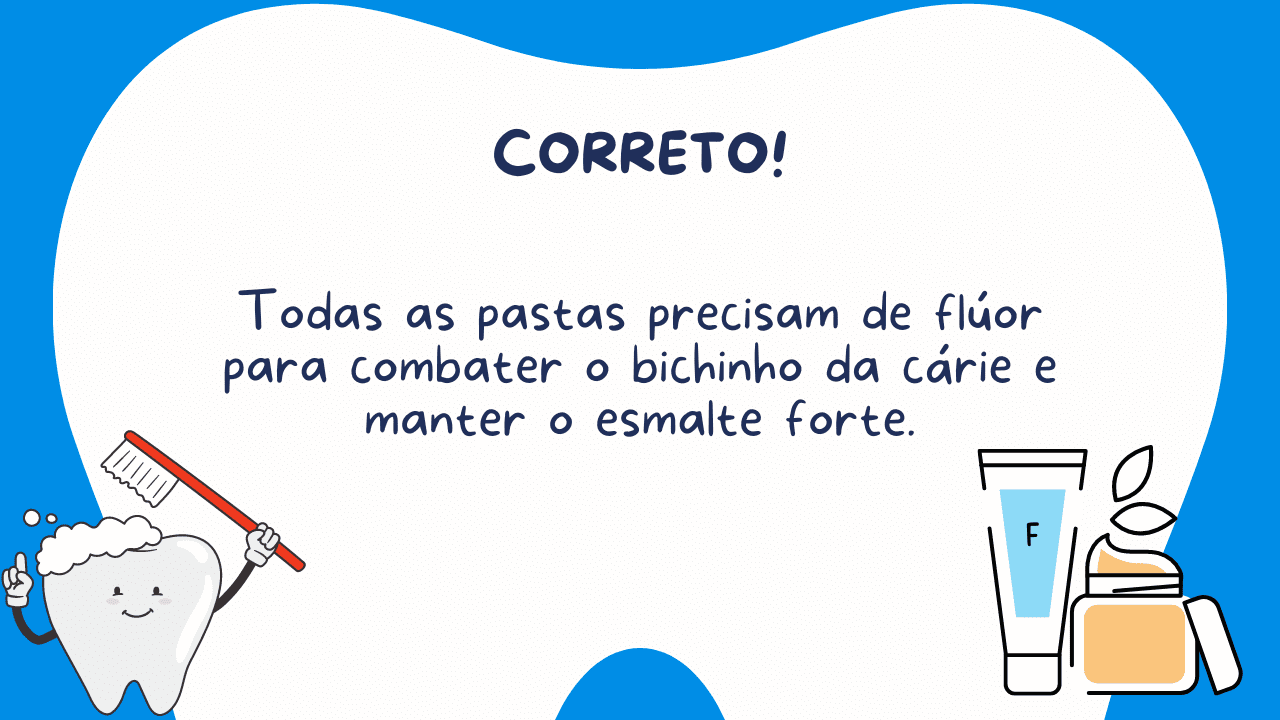 CORRETO!
Todas as pastas precisam de flúor
para combater o bichinho da cárie e
manter o esmalte forte.
F